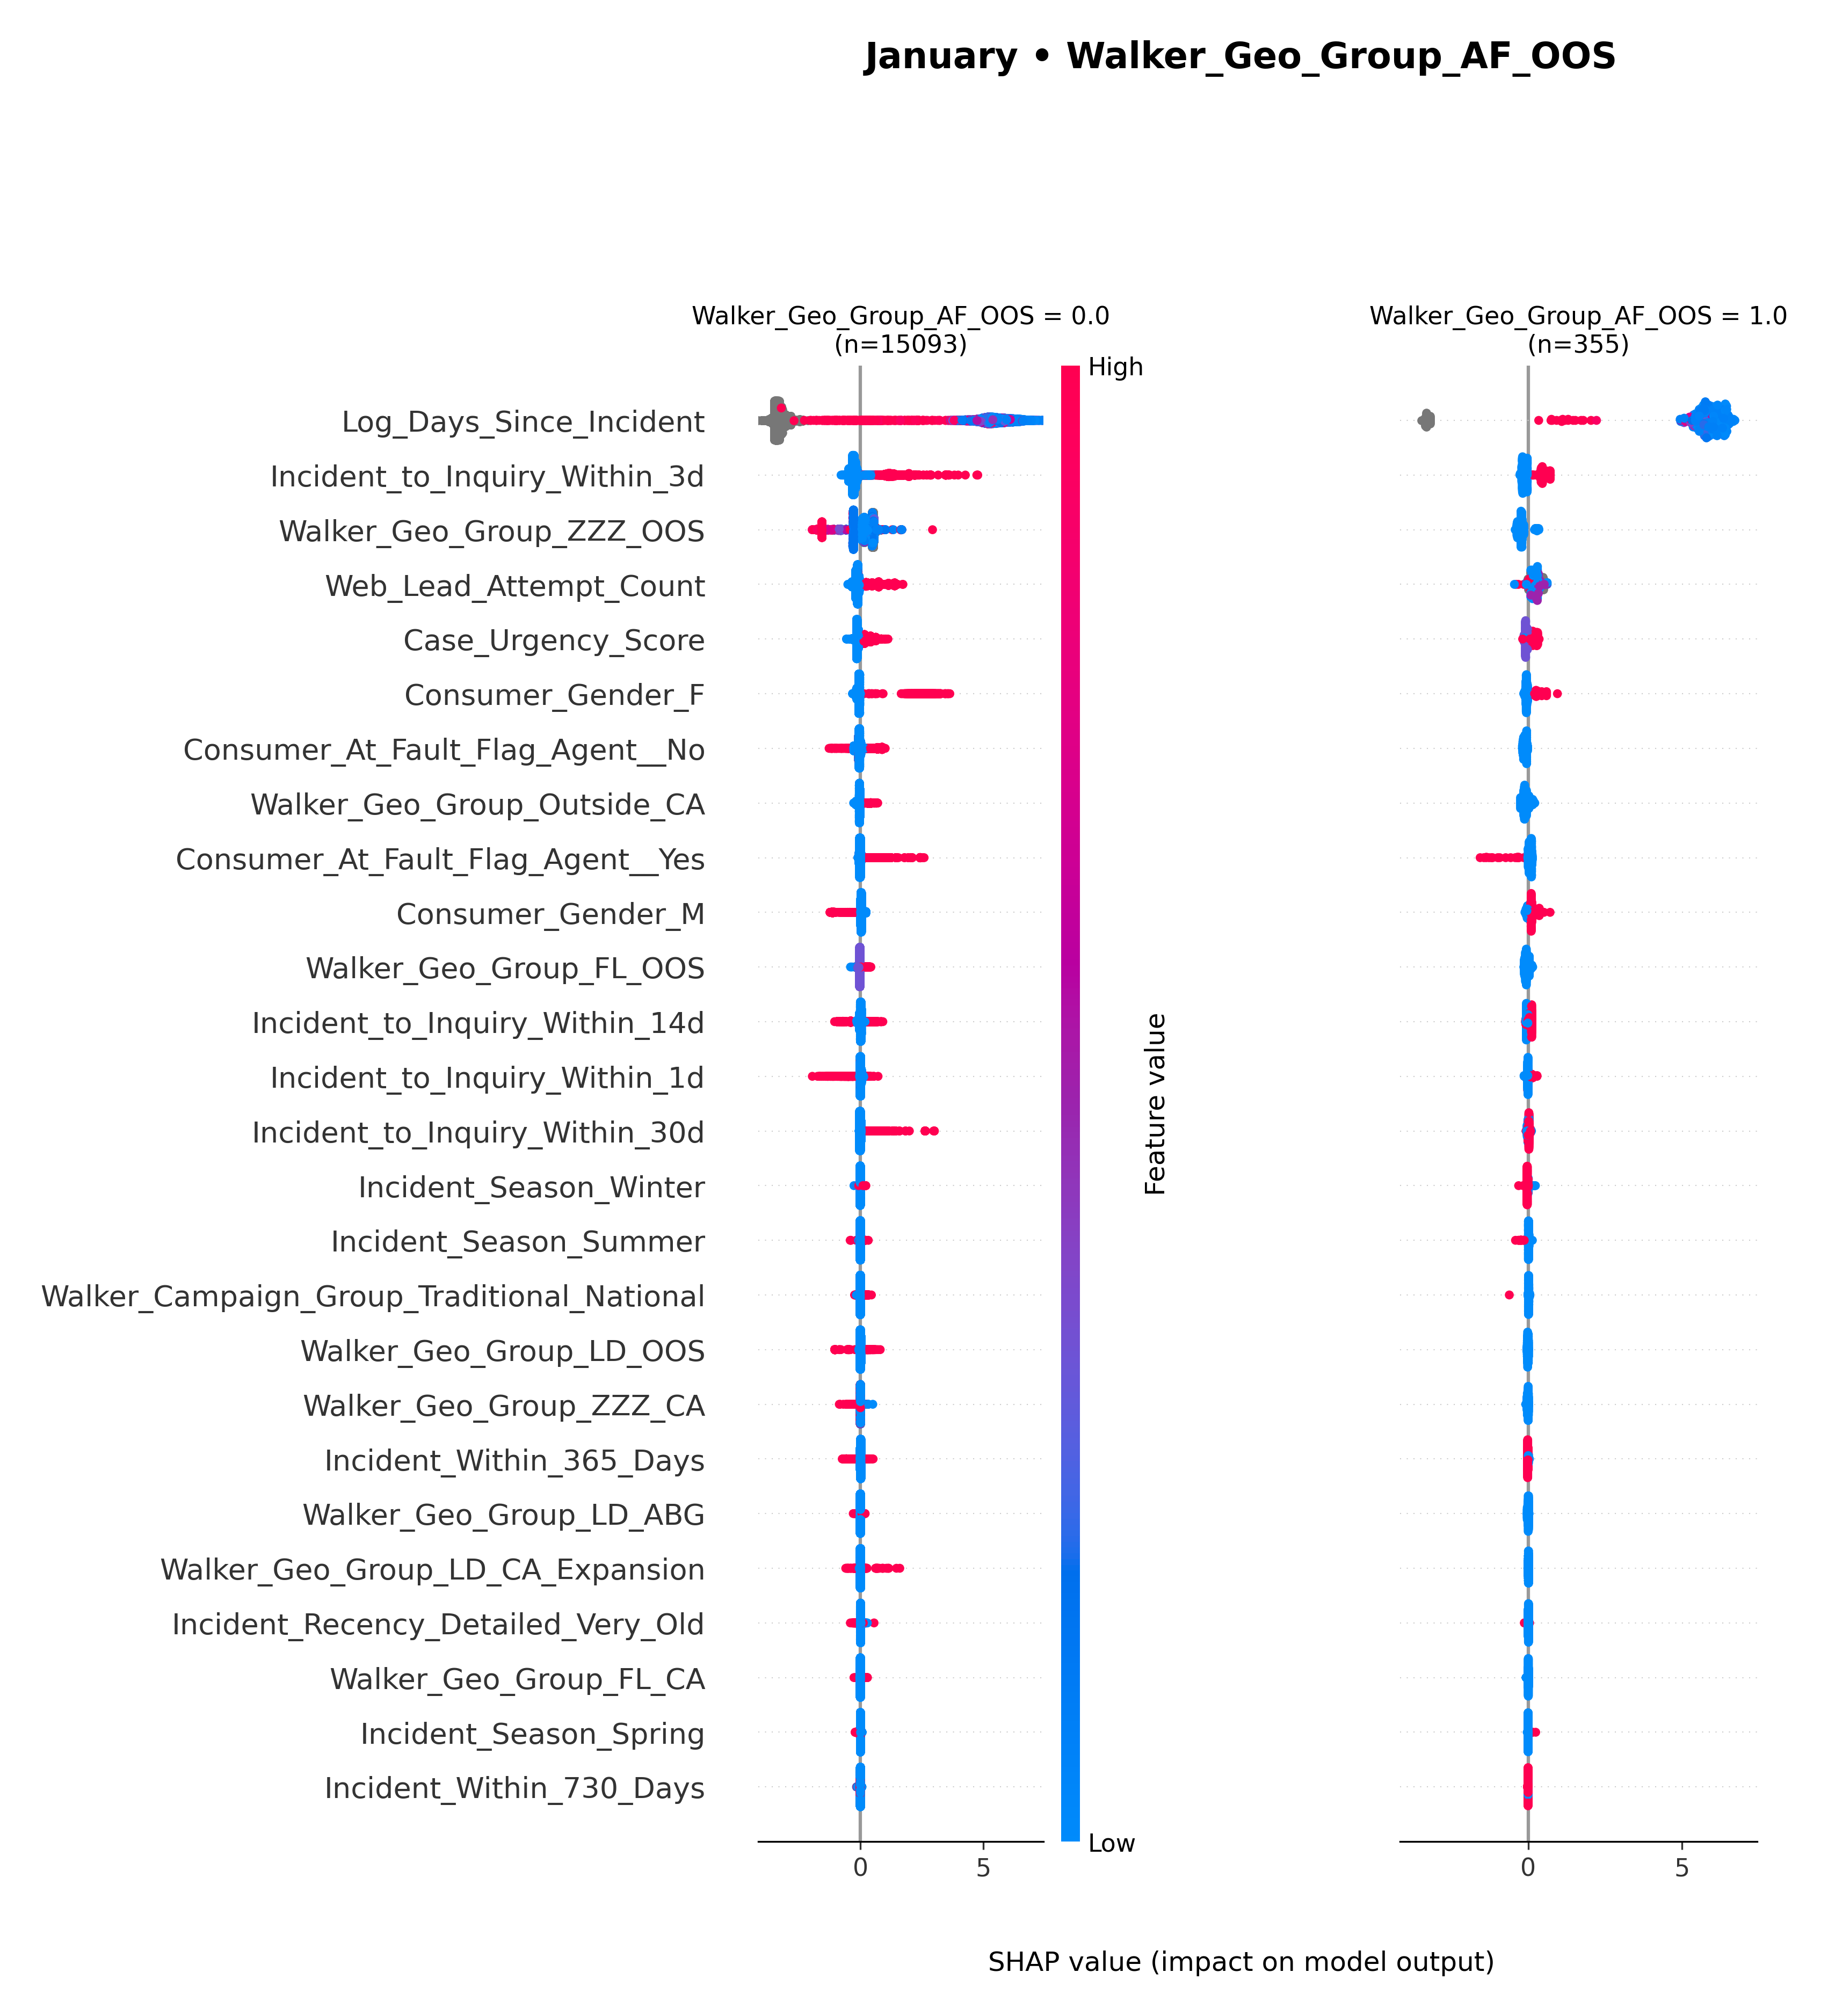 January • Walker_Geo_Group_AF_OOS
Walker_Geo_Group_AF_OOS = 0.0
(n=15093)
Walker_Geo_Group_AF_OOS = 1.0
(n=355)
High
Log_Days_Since_Incident
Incident_to_Inquiry_Within_3d
Walker_Geo_Group_ZZZ_OOS
Web_Lead_Attempt_Count
Case_Urgency_Score
Consumer_Gender_F
Consumer_At_Fault_Flag_Agent__No
Walker_Geo_Group_Outside_CA
Consumer_At_Fault_Flag_Agent__Yes
Consumer_Gender_M
Walker_Geo_Group_FL_OOS
Incident_to_Inquiry_Within_14d
Incident_to_Inquiry_Within_1d
Incident_to_Inquiry_Within_30d
Incident_Season_Winter
Incident_Season_Summer
Walker_Campaign_Group_Traditional_National
Walker_Geo_Group_LD_OOS
Walker_Geo_Group_ZZZ_CA
Incident_Within_365_Days
Walker_Geo_Group_LD_ABG
Walker_Geo_Group_LD_CA_Expansion
Incident_Recency_Detailed_Very_Old
Walker_Geo_Group_FL_CA
Incident_Season_Spring
Incident_Within_730_Days
Feature value
Low
0 5
0 5
SHAP value (impact on model output)